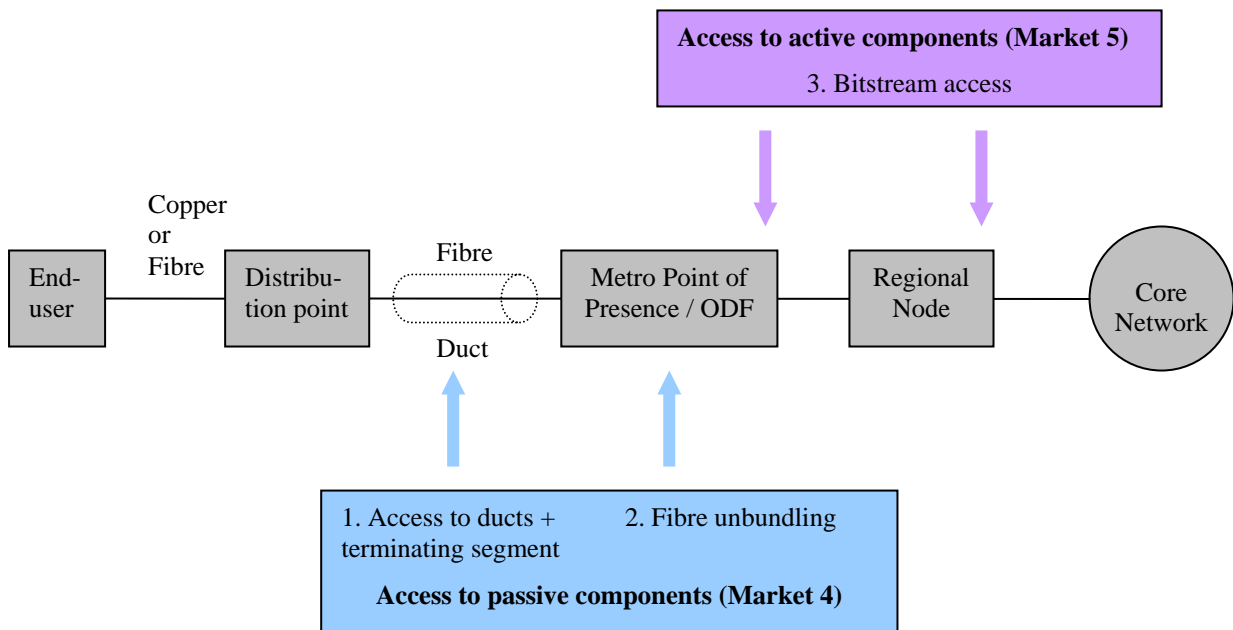 Access to active components (Market 5)
3. Bitstream access
Copper
or
Fibre
End-
user
Distribu-
tion point
Fibre
Duct
Metro Point of
Presence / ODF
Regional
Node
Core
Network
1. Access to ducts +
terminating segment
2. Fibre unbundling
Access to passive components (Market 4)